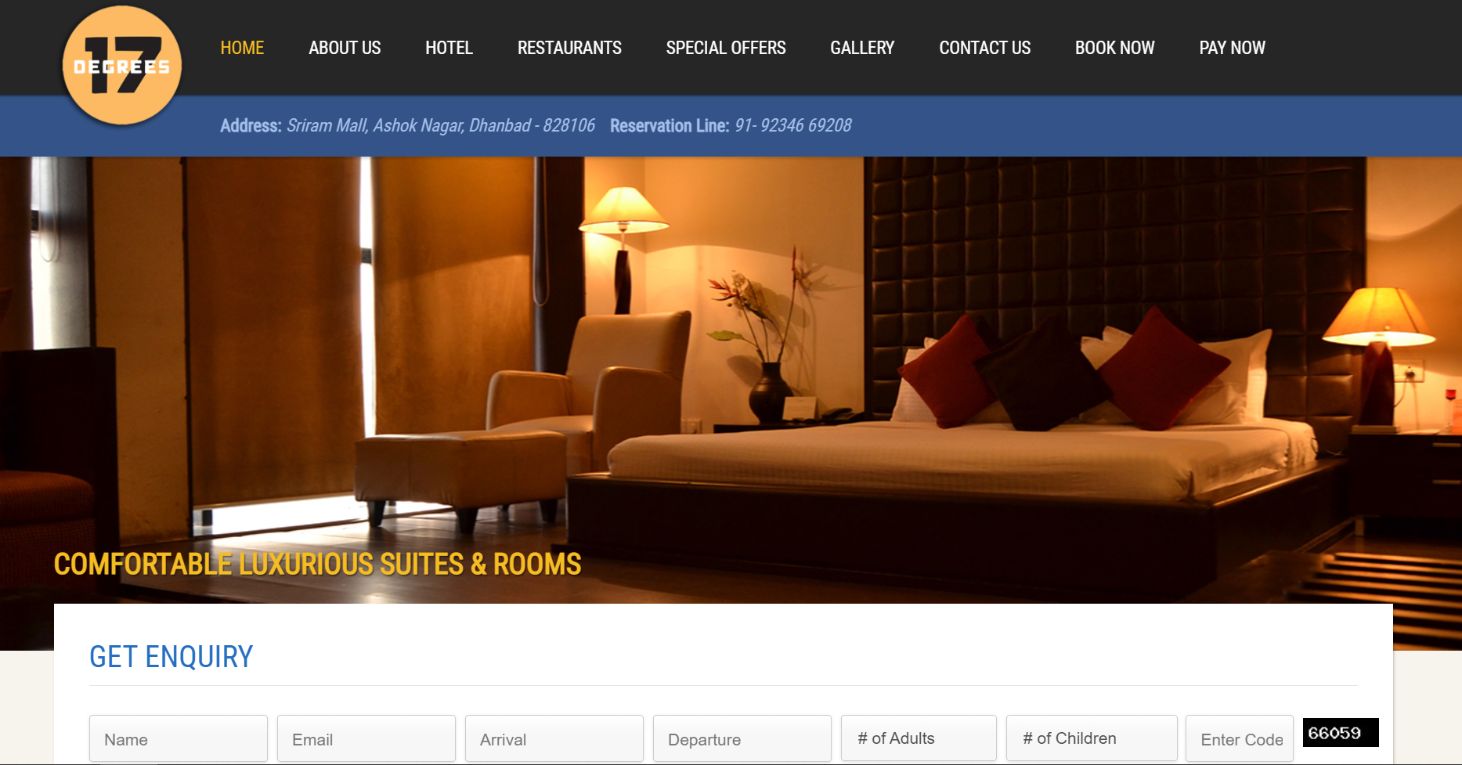 17
DEGREES
HOME ABOUT US HOTEL RESTAURANTS SPECIAL OFFERS GALLERY CONTACT US BOOK NOW PAY NOW
Address: Sriram Mall, Ashok Nagar, Dhanbad - 828106 Reservation Line: 91- 92346 69208
COMFORTABLE LUXURIOUS SUITES & ROOMS
GET ENQUIRY
Name Email Arrival Departure # of Adults # of Children Enter Code 66059